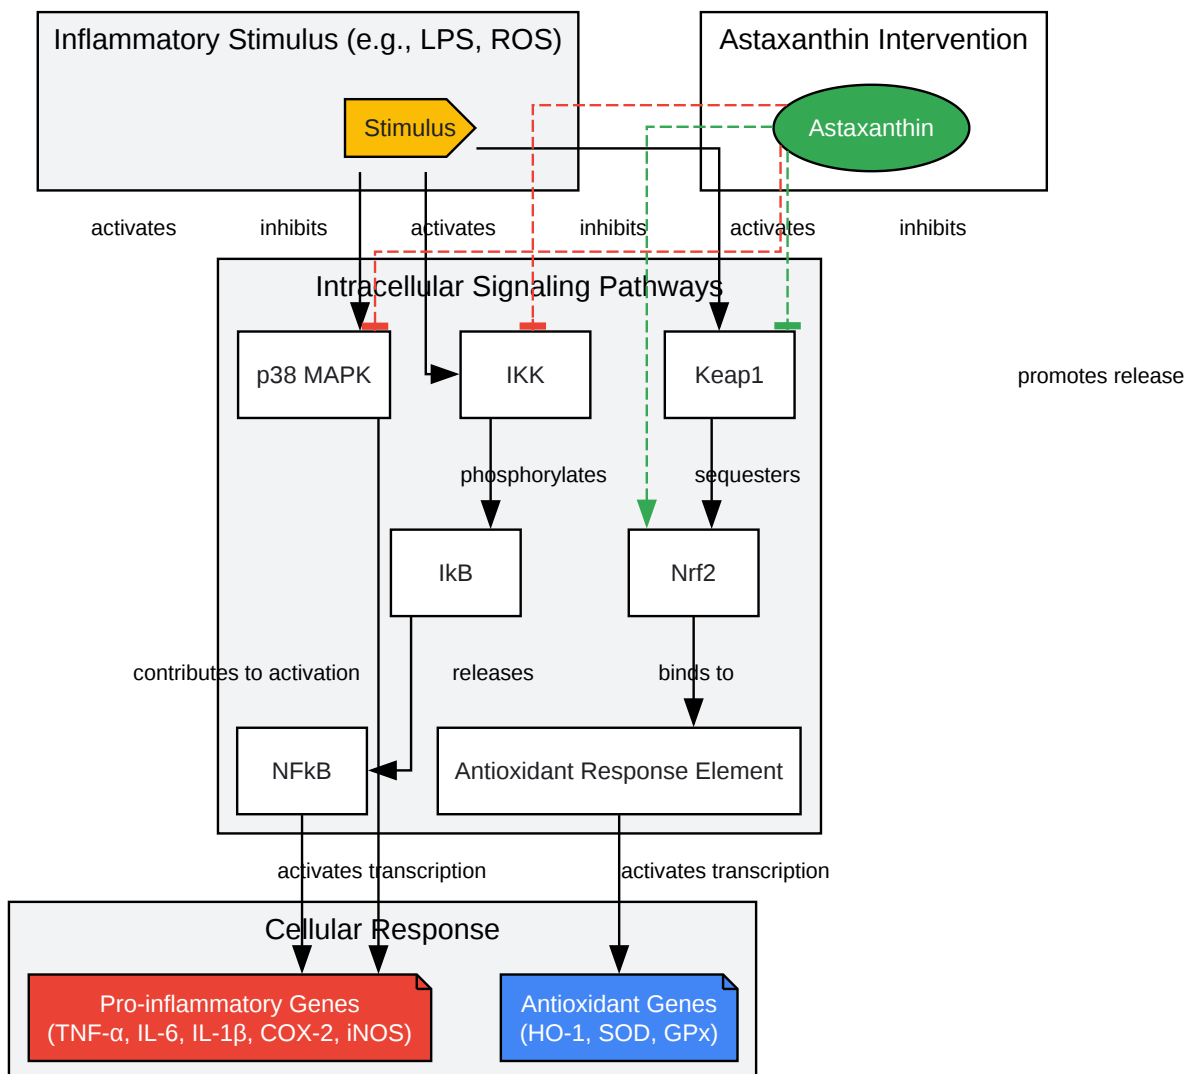 Inflammatory Stimulus (e.g., LPS, ROS)
Astaxanthin Intervention
Stimulus
Astaxanthin
activates
inhibits
activates
inhibits
activates
inhibits
Intracellular Signaling Pathways
p38 MAPK
IKK
Keap1
promotes release
phosphorylates
sequesters
IkB
Nrf2
contributes to activation
releases
binds to
NFkB
Antioxidant Response Element
activates transcription
activates transcription
Cellular Response
Pro-inflammatory Genes
(TNF-α, IL-6, IL-1β, COX-2, iNOS)
Antioxidant Genes
(HO-1, SOD, GPx)